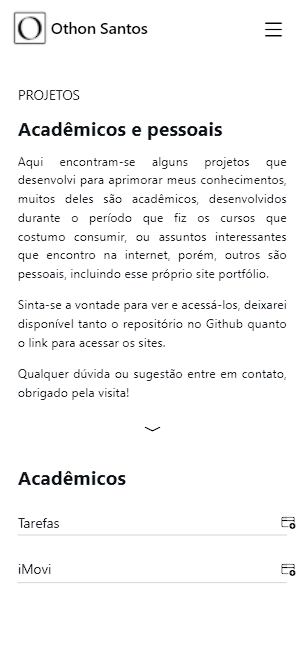 O Othon Santos
PROJETOS
Acadêmicos e pessoais
Aqui encontram-se alguns projetos que
desenvolvi para aprimorar meus conhecimentos,
muitos deles são acadêmicos, desenvolvidos
durante o período que fiz os cursos que
costumo consumir, ou assuntos interessantes
que encontro na internet, porém, outros são
pessoais, incluindo esse próprio site portfólio.
Sinta-se a vontade para ver e acessá-los, deixarei
disponível tanto o repositório no Github quanto
o link para acessar os sites.
Qualquer dúvida ou sugestão entre em contato,
obrigado pela visita!
Acadêmicos
Tarefas
iMovi